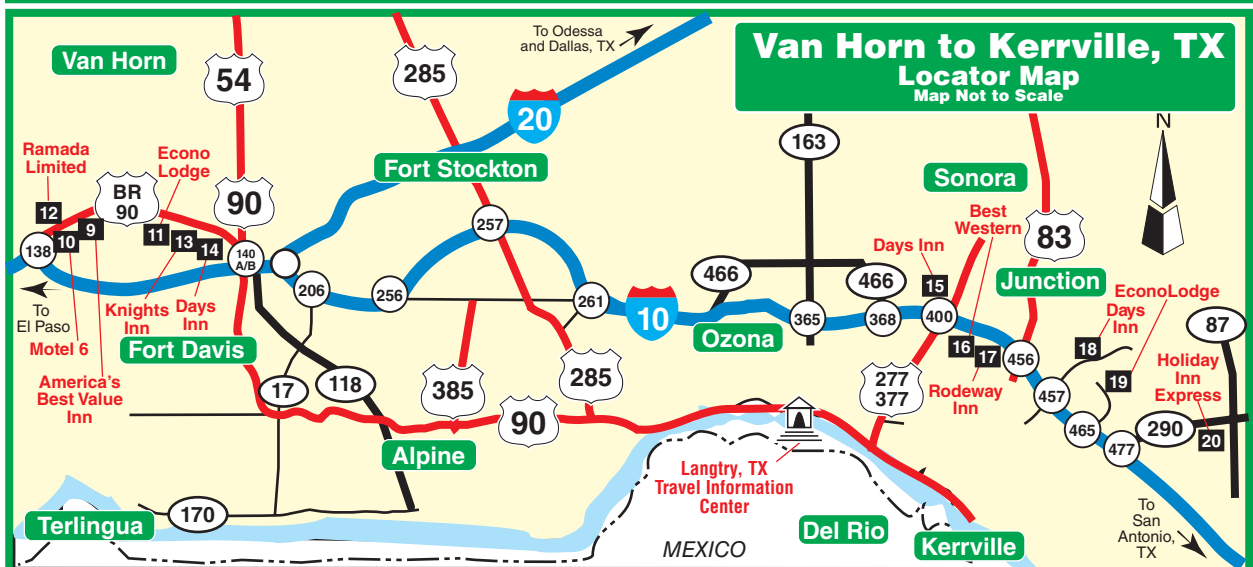 Van Horn to Kerrville, TX
Locator Map
Map Not to Scale
To Odessa
and Dallas, TX
N
Van Horn
54
285
20
163
Ramada
Limited
Econo
Lodge
Fort Stockton
Sonora
BR
90
90
12
9
10
11
13
14
138
140
A/B
257
Best
Western
83
Days Inn
466
466
15
Junction
206
256
261
10
365
368
400
To
El Paso
Knights
Inn
Days
Inn
Motel 6
Fort Davis
America's
Best Value
Inn
Ozona
16
17
456
EconoLodge
Days
Inn
18
19
87
Holiday
Inn
Express
17
118
385
285
277
377
Rodeway
Inn
457
465
477
290
20
90
Alpine
Langtry, TX
Travel Information
Center
Terlingua
170
MEXICO
Del Rio
Kerrville
To
San
Antonio,
TX